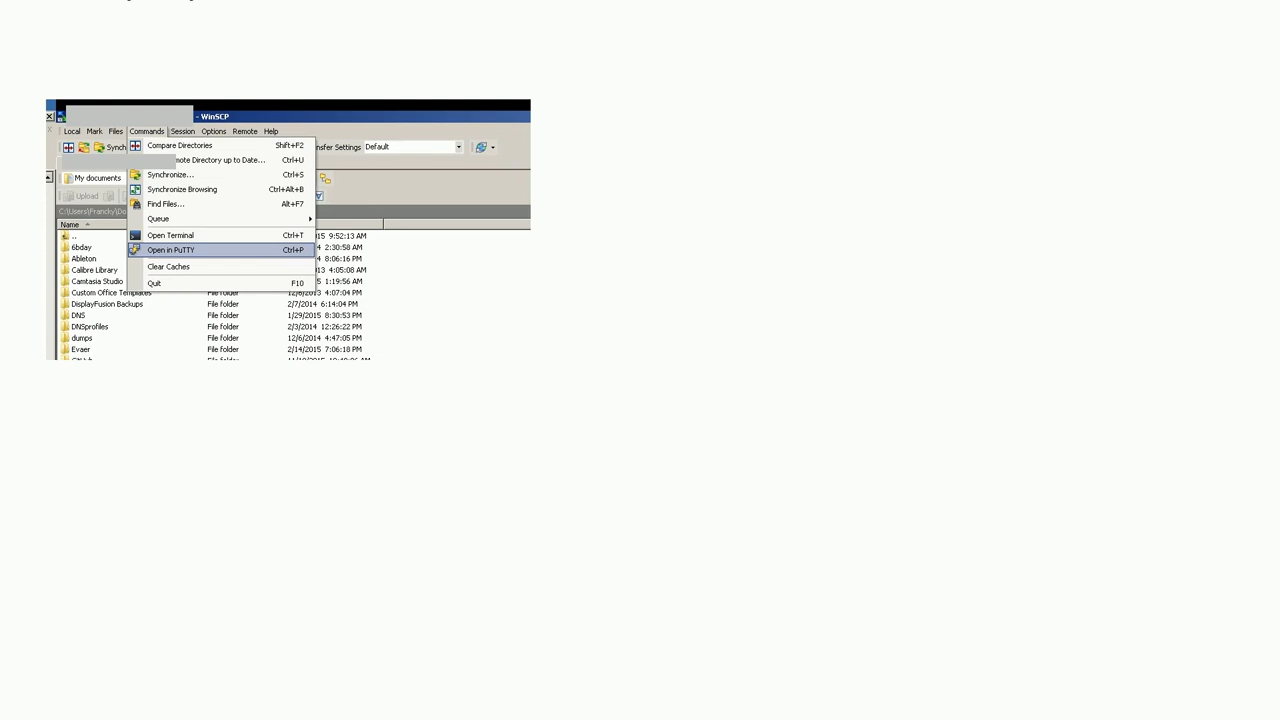 - WinSCP
Local Mark Files Commands Session Options Remote Help
Compare Directories Shift+F2
Synch nsfer Settings Default
mote Directory up to Date... Ctrl+U
My documents Synchronize... Ctrl+S
Synchronize Browsing Ctrl+Alt+B
Upload
Find Files... Alt+F7
C:\Users\Francky\Do
Queue
Name
Open Terminal Ctrl+T
.. 15 9:52:13 AM
6bday Open in PuTTY Ctrl+P 4 2:30:58 AM
Ableton 4 8:06:16 PM
Calibre Library Clear Caches 3 4:05:08 AM
Camtasia Studio Quit F10 5 1:19:56 AM
Custom Office Templates File folder 12/6/2013 4:07:04 PM
DisplayFusion Backups File folder 2/7/2014 6:14:04 PM
DNS File folder 1/29/2015 8:30:53 PM
DNSprofiles File folder 2/3/2014 12:26:22 PM
dumps File folder 12/6/2014 4:47:05 PM
Evaer File folder 2/14/2015 7:06:18 PM